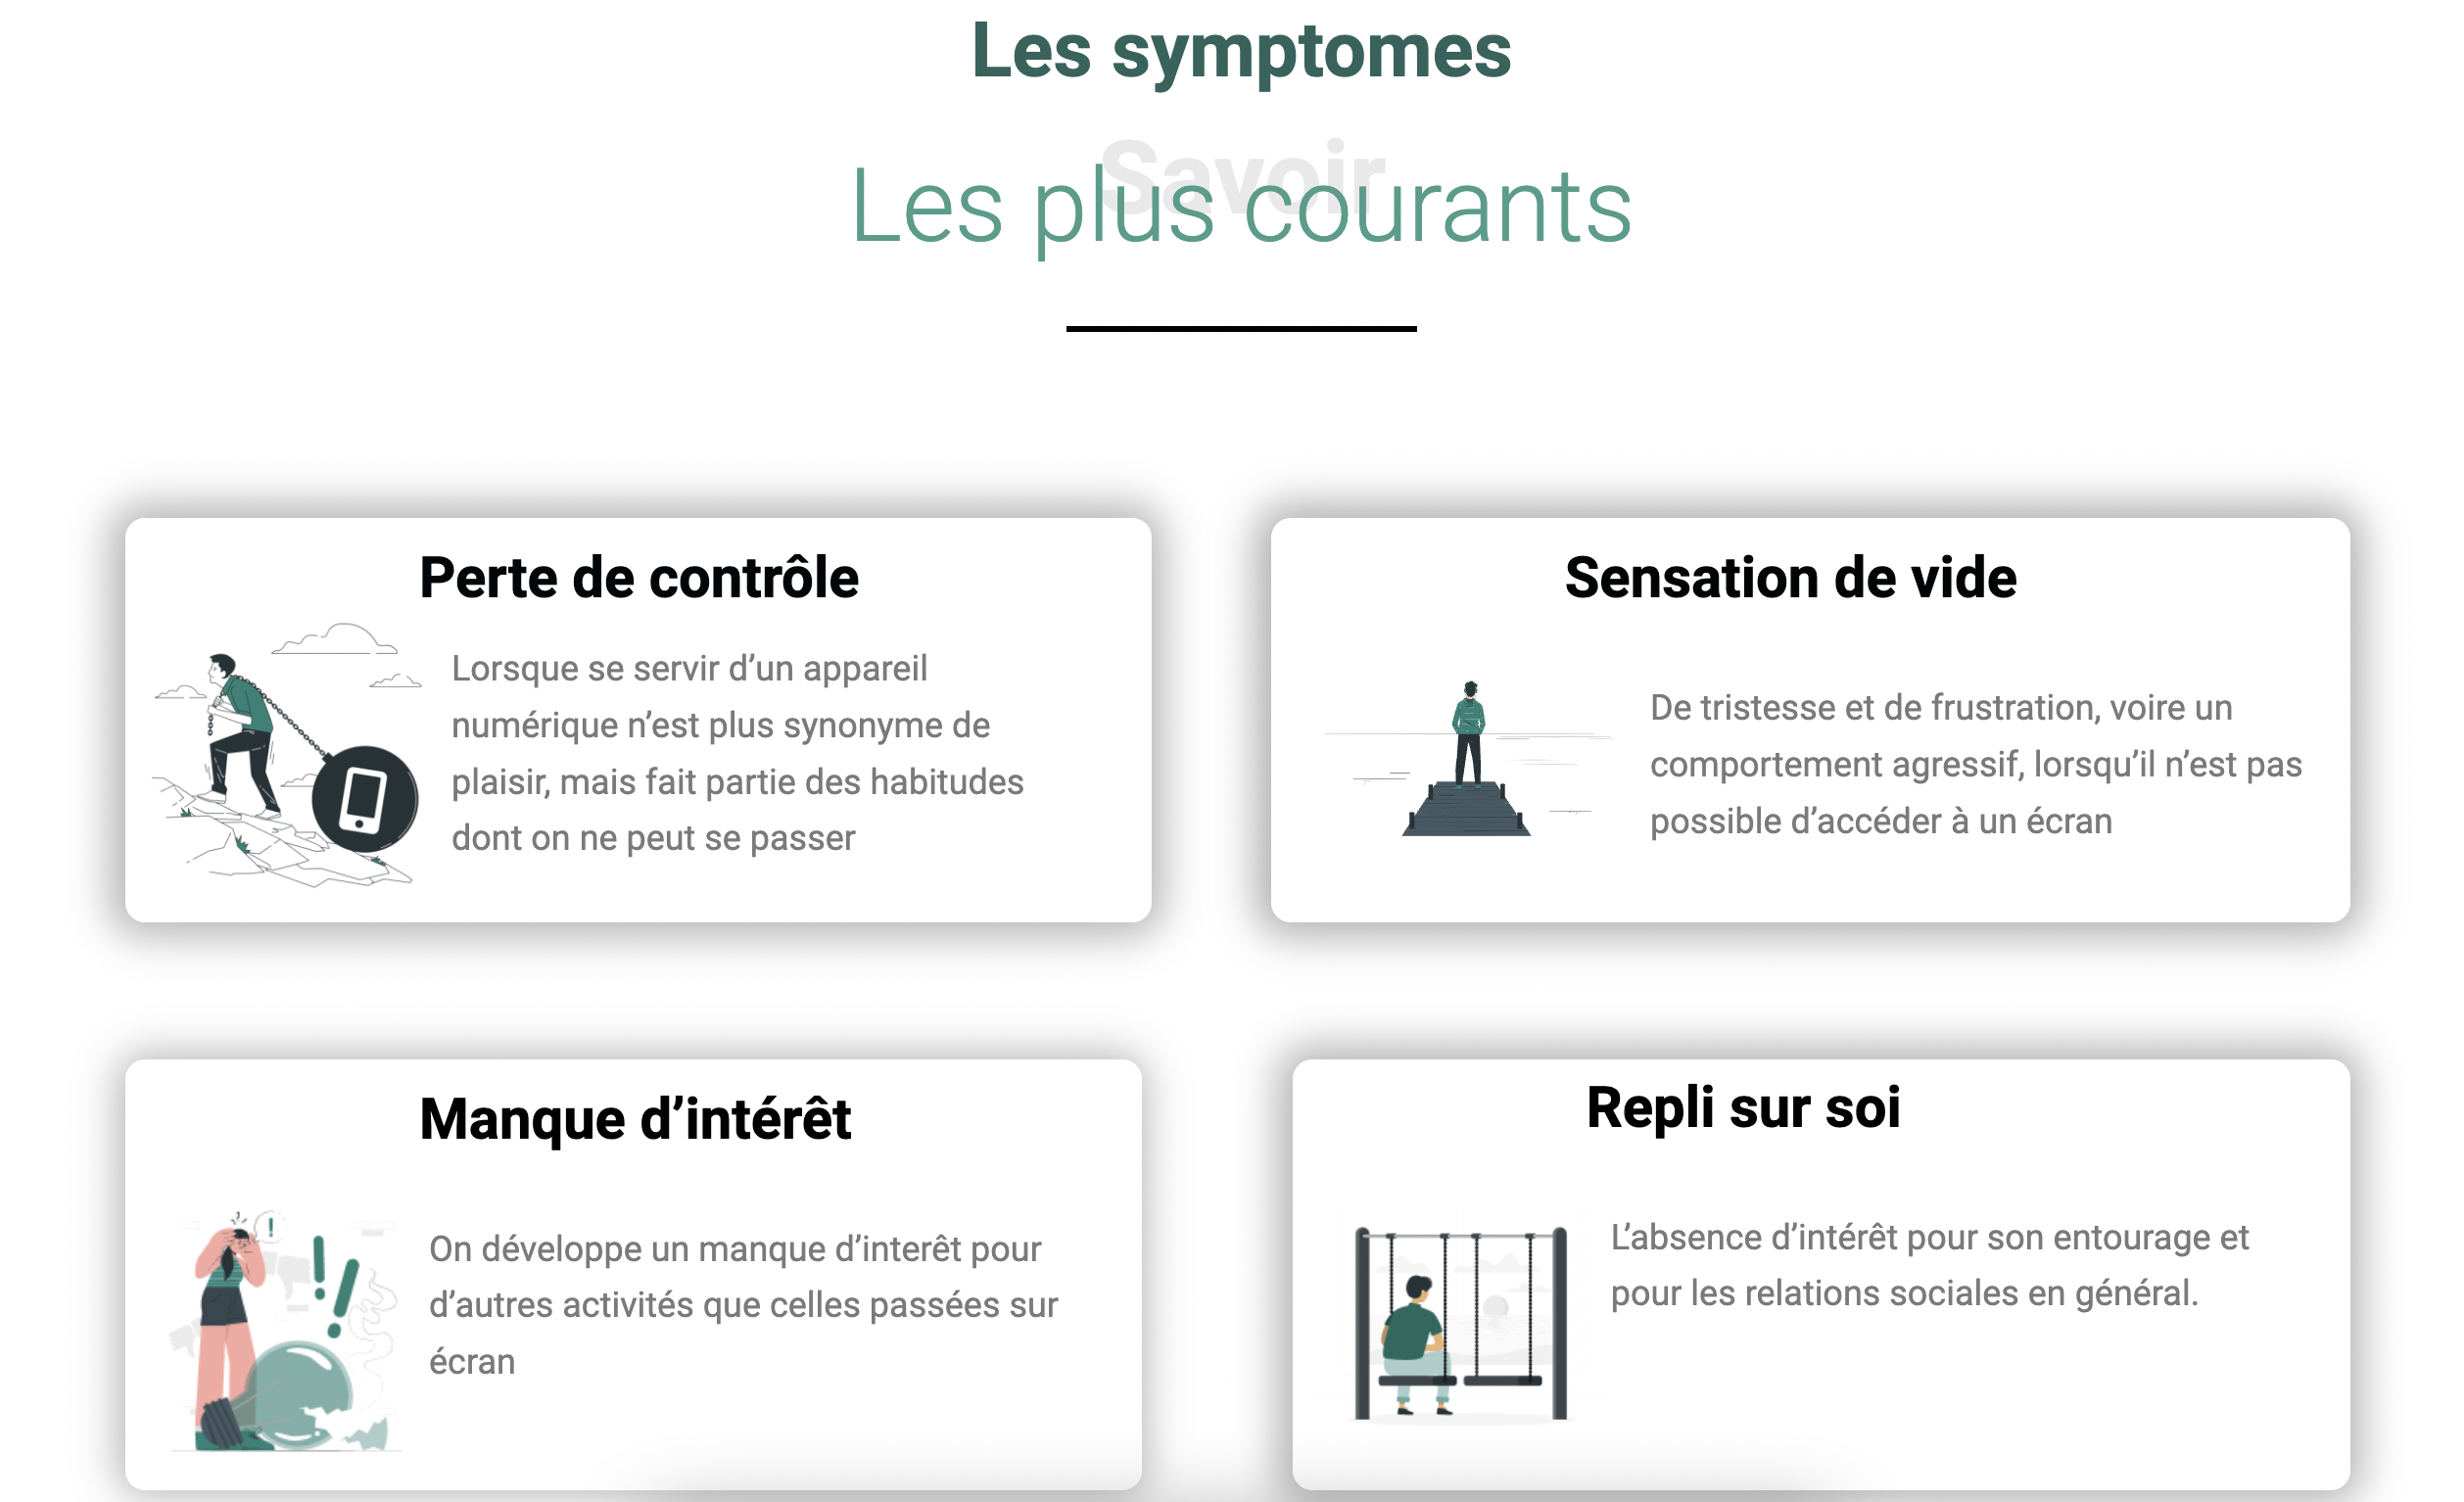 Les symptomes
Savoir
Les plus courants
Perte de contrôle
Lorsque se servir d’un appareil
numérique n’est plus synonyme de
plaisir, mais fait partie des habitudes
dont on ne peut se passer
Sensation de vide
De tristesse et de frustration, voire un
comportement agressif, lorsqu’il n’est pas
possible d’accéder à un écran
Manque d’intérêt
On développe un manque d’interêt pour
d’autres activités que celles passées sur
écran
Repli sur soi
L’absence d’intérêt pour son entourage et
pour les relations sociales en général.